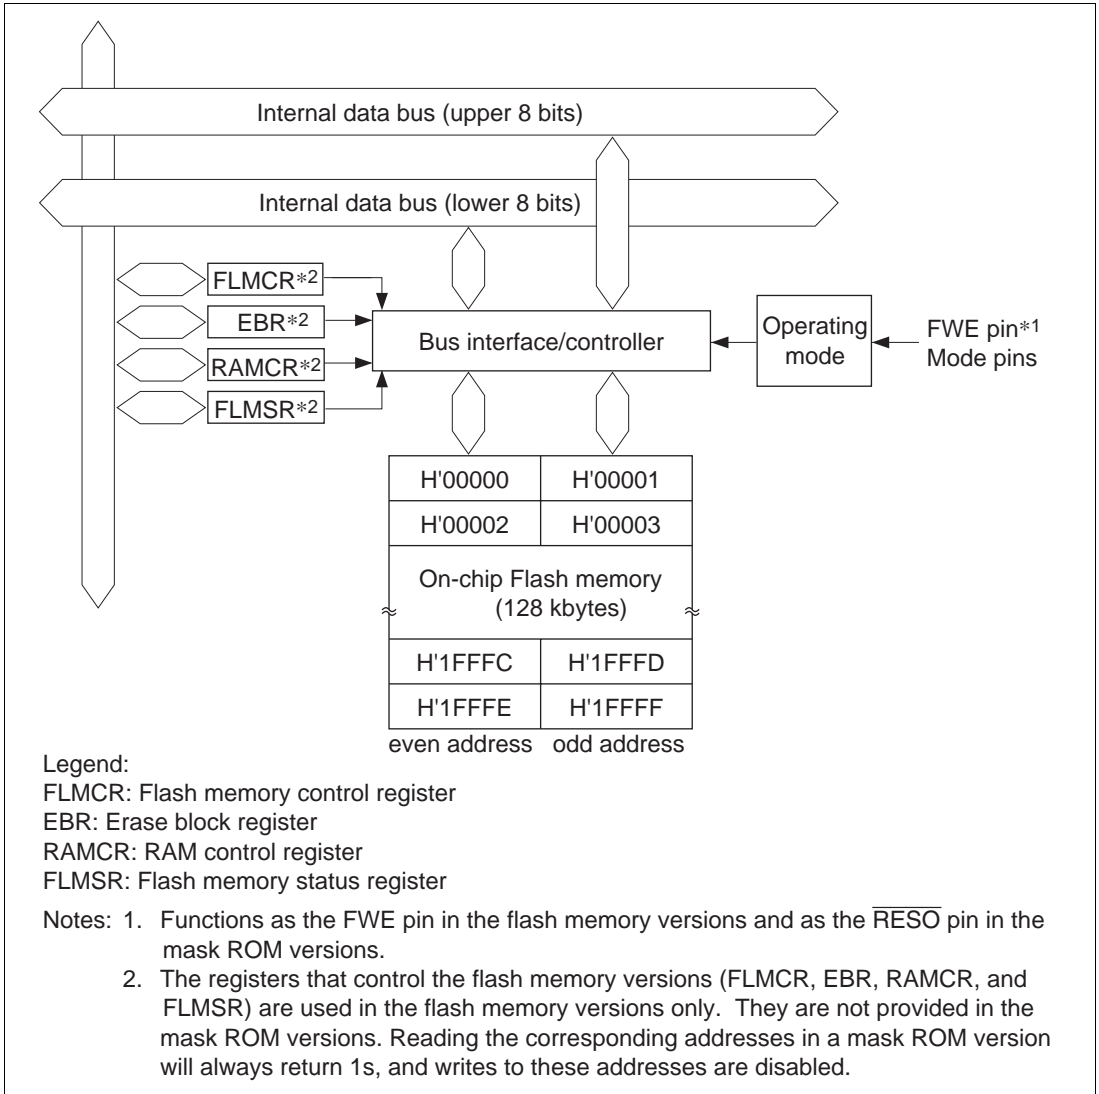 Internal data bus (upper 8 bits)
Internal data bus (lower 8 bits)
FLMCR*2
EBR*2
RAMCR*2
FLMSR*2
Bus interface/controller
Operating
mode
FWE pin*1
Mode pins
H'00000 H'00001
H'00002 H'00003
On-chip Flash memory
(128 kbytes)
H'1FFFC H'1FFFD
H'1FFFE H'1FFFF
even address odd address
Legend:
FLMCR: Flash memory control register
EBR: Erase block register
RAMCR: RAM control register
FLMSR: Flash memory status register
Notes: 1. Functions as the FWE pin in the flash memory versions and as the R̅E̅S̅O̅ pin in the
mask ROM versions.
2. The registers that control the flash memory versions (FLMCR, EBR, RAMCR, and
FLMSR) are used in the flash memory versions only. They are not provided in the
mask ROM versions. Reading the corresponding addresses in a mask ROM version
will always return 1s, and writes to these addresses are disabled.